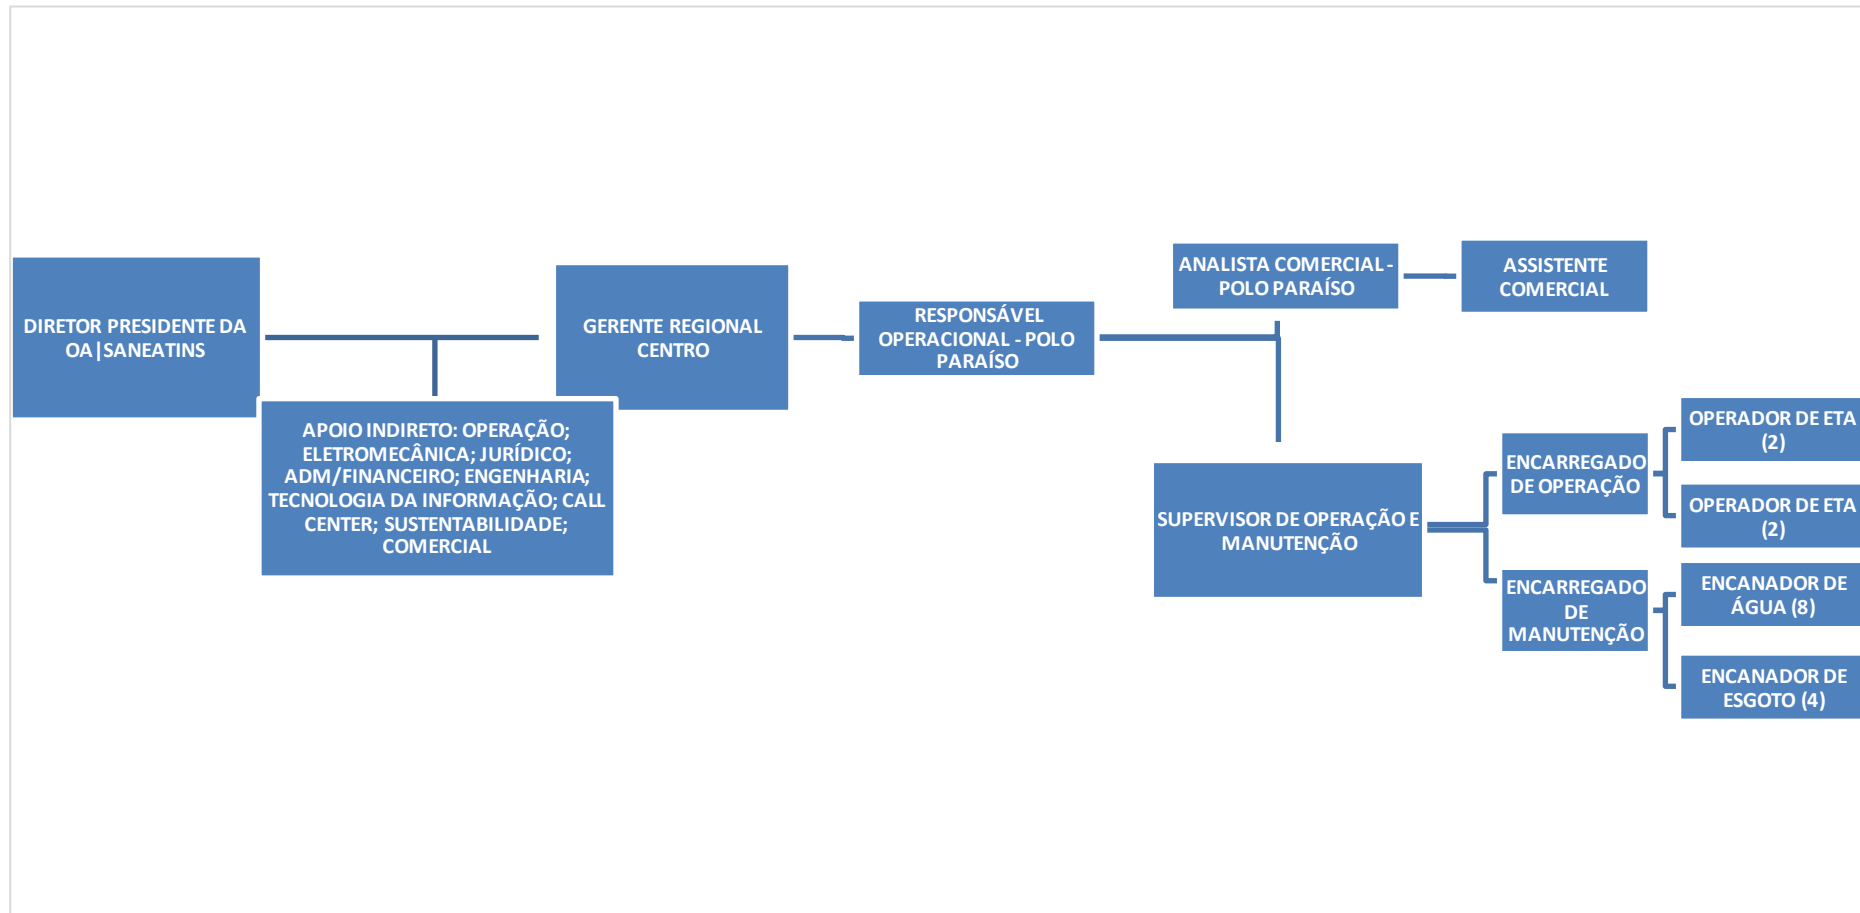 DIRETOR PRESIDENTE DA
OA|SANEATINS
APOIO INDIRETO: OPERAÇÃO;
ELETROMECÂNICA; JURÍDICO;
ADM/FINANCEIRO; ENGENHARIA;
TECNOLOGIA DA INFORMAÇÃO; CALL
CENTER; SUSTENTABILIDADE;
COMERCIAL
GERENTE REGIONAL
CENTRO
RESPONSÁVEL
OPERACIONAL - POLO
PARAÍSO
ANALISTA COMERCIAL -
POLO PARAÍSO
ASSISTENTE
COMERCIAL
SUPERVISOR DE OPERAÇÃO E
MANUTENÇÃO
ENCARREGADO
DE OPERAÇÃO
OPERADOR DE ETA
(2)
OPERADOR DE ETA
(2)
ENCARREGADO
DE
MANUTENÇÃO
ENCANADOR DE
ÁGUA (8)
ENCANADOR DE
ESGOTO (4)